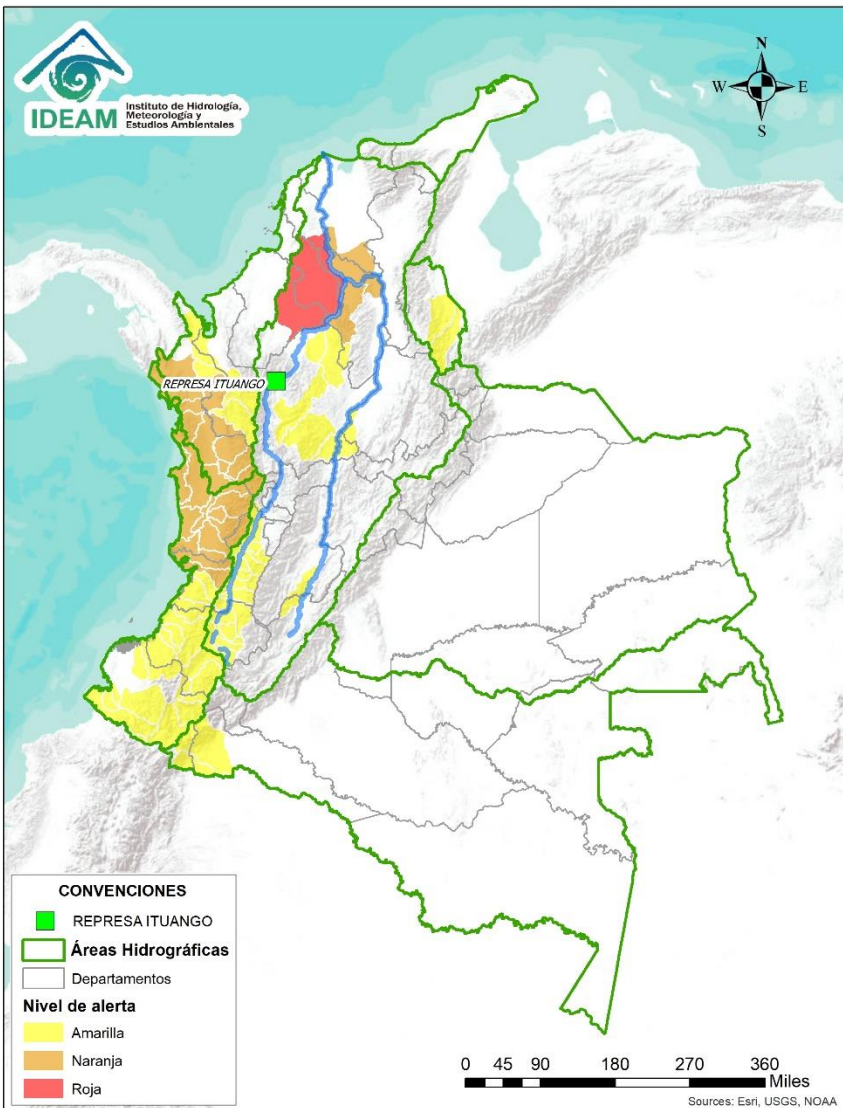 IDEAM
Instituto de Hidrología,
Meteorología y
Estudios Ambientales
N
W
E
S
REPRESA ITUANGO
CONVENCIONES
REPRESA ITUANGO
Áreas Hidrográficas
Departamentos
Nivel de alerta
Amarilla
Naranja
Roja
0 45 90 180 270 360
Miles
Sources: Esri, USGS, NOAA